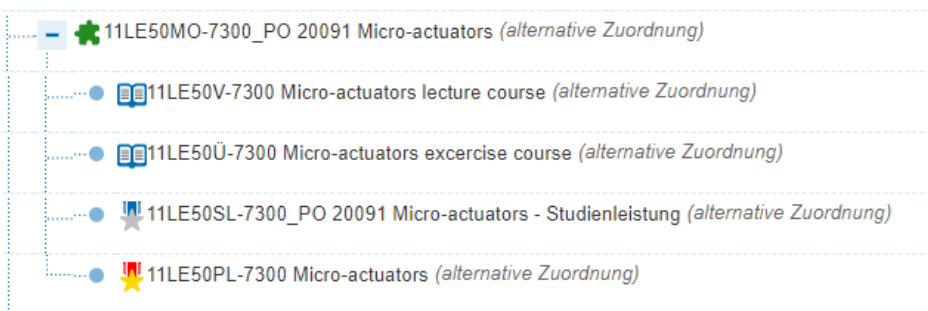 11LE50MO-7300_PO 20091 Micro-actuators (alternative Zuordnung)
11LE50V-7300 Micro-actuators lecture course (alternative Zuordnung)
11LE50Ü-7300 Micro-actuators excercise course (alternative Zuordnung)
11LE50SL-7300_PO 20091 Micro-actuators - Studienleistung (alternative Zuordnung)
11LE50PL-7300 Micro-actuators (alternative Zuordnung)